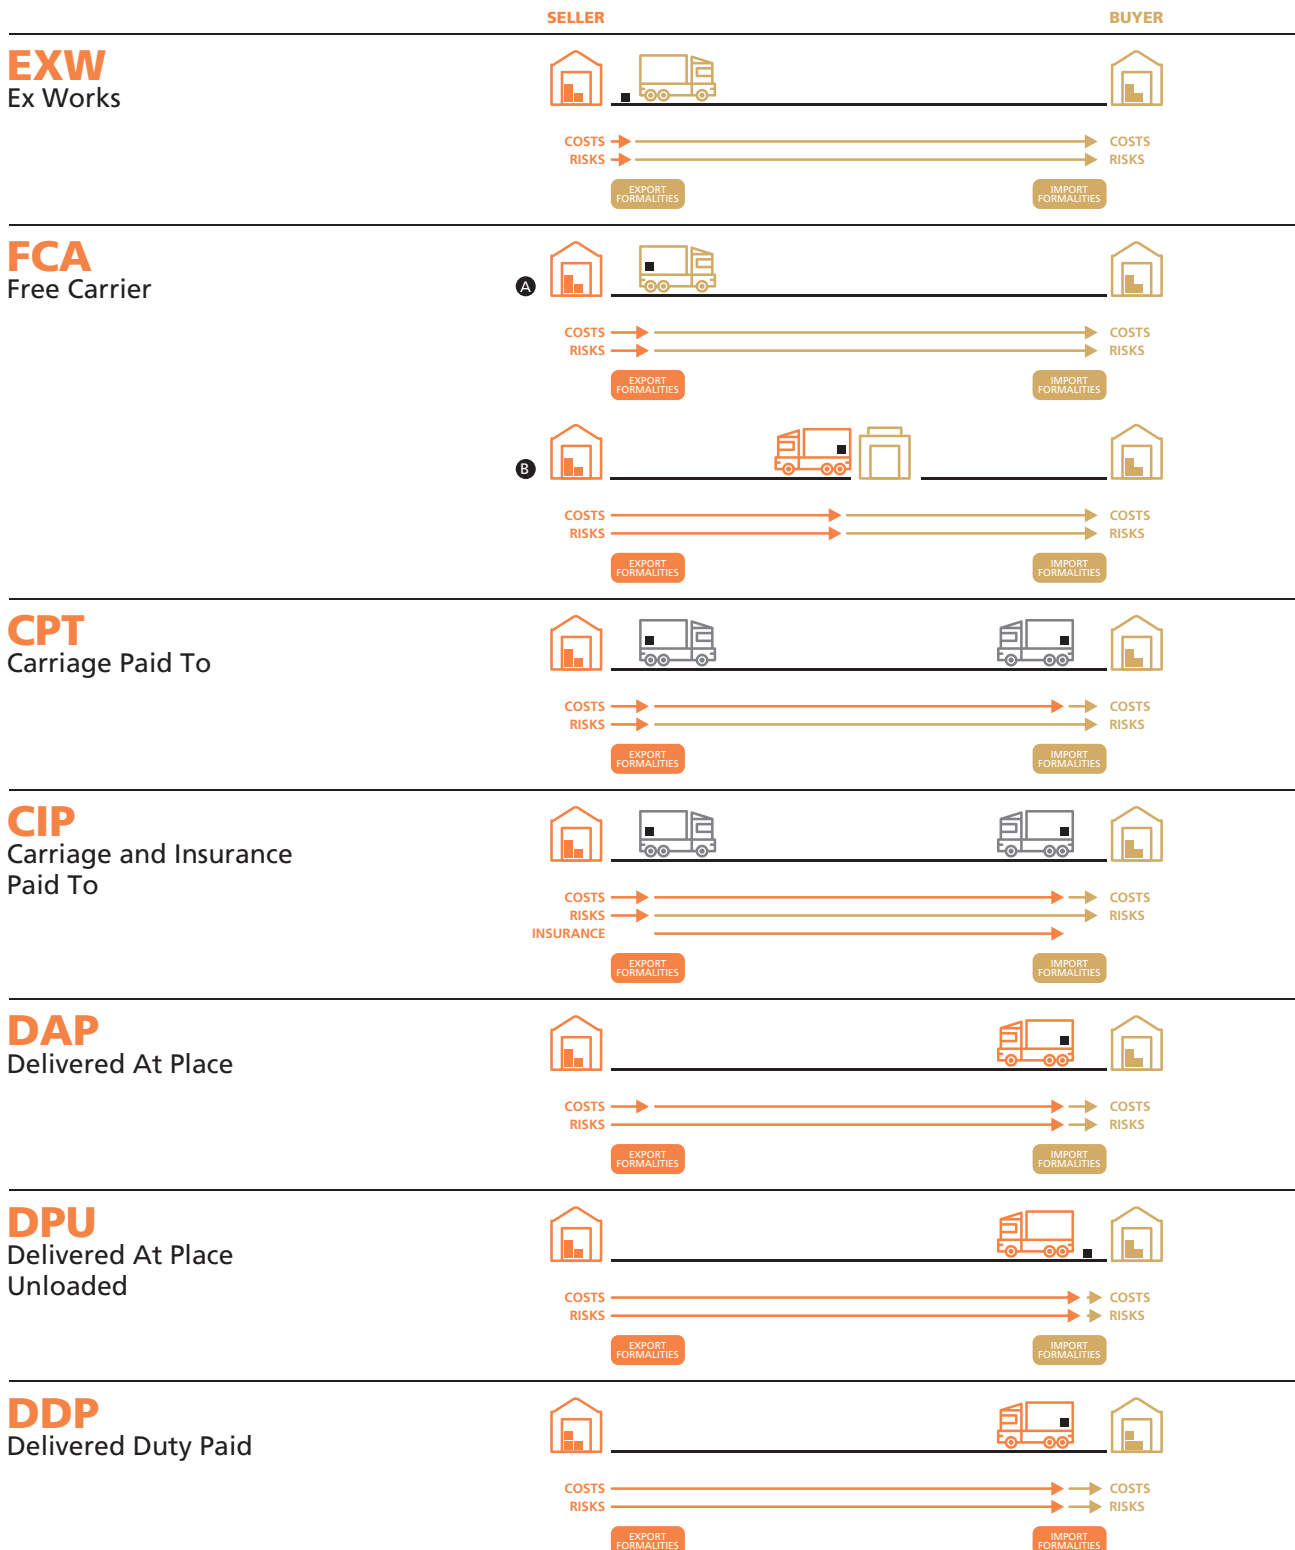 SELLER BUYER
EXW
Ex Works
COSTS COSTS
RISKS RISKS
EXPORT FORMALITIES IMPORT FORMALITIES
FCA
Free Carrier
A
COSTS COSTS
RISKS RISKS
EXPORT FORMALITIES IMPORT FORMALITIES
B
COSTS COSTS
RISKS RISKS
EXPORT FORMALITIES IMPORT FORMALITIES
CPT
Carriage Paid To
COSTS COSTS
RISKS RISKS
EXPORT FORMALITIES IMPORT FORMALITIES
CIP
Carriage and Insurance
Paid To
COSTS COSTS
RISKS RISKS
INSURANCE
EXPORT FORMALITIES IMPORT FORMALITIES
DAP
Delivered At Place
COSTS COSTS
RISKS RISKS
EXPORT FORMALITIES IMPORT FORMALITIES
DPU
Delivered At Place
Unloaded
COSTS COSTS
RISKS RISKS
EXPORT FORMALITIES IMPORT FORMALITIES
DDP
Delivered Duty Paid
COSTS COSTS
RISKS RISKS
EXPORT FORMALITIES IMPORT FORMALITIES